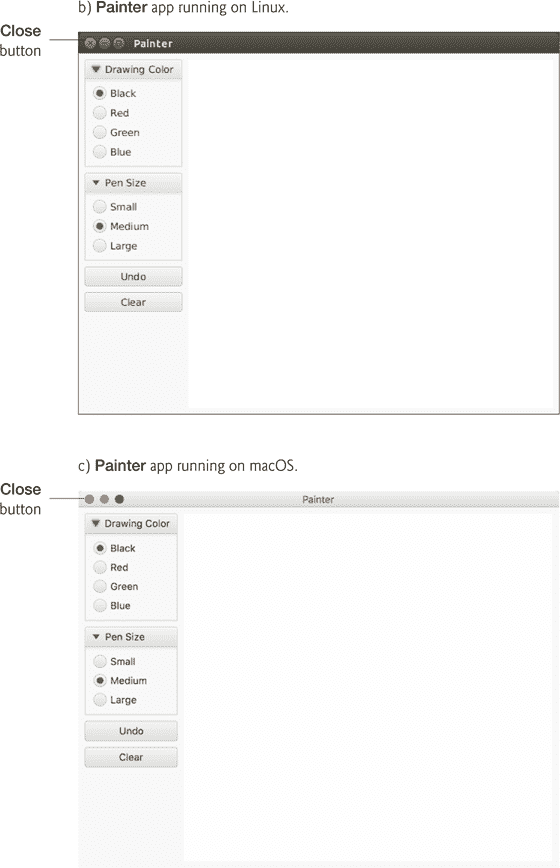 b) Painter app running on Linux.
Close
button
Painter
Drawing Color
Black
Red
Green
Blue
Pen Size
Small
Medium
Large
Undo
Clear
c) Painter app running on macOS.
Close
button
Painter
Drawing Color
Black
Red
Green
Blue
Pen Size
Small
Medium
Large
Undo
Clear